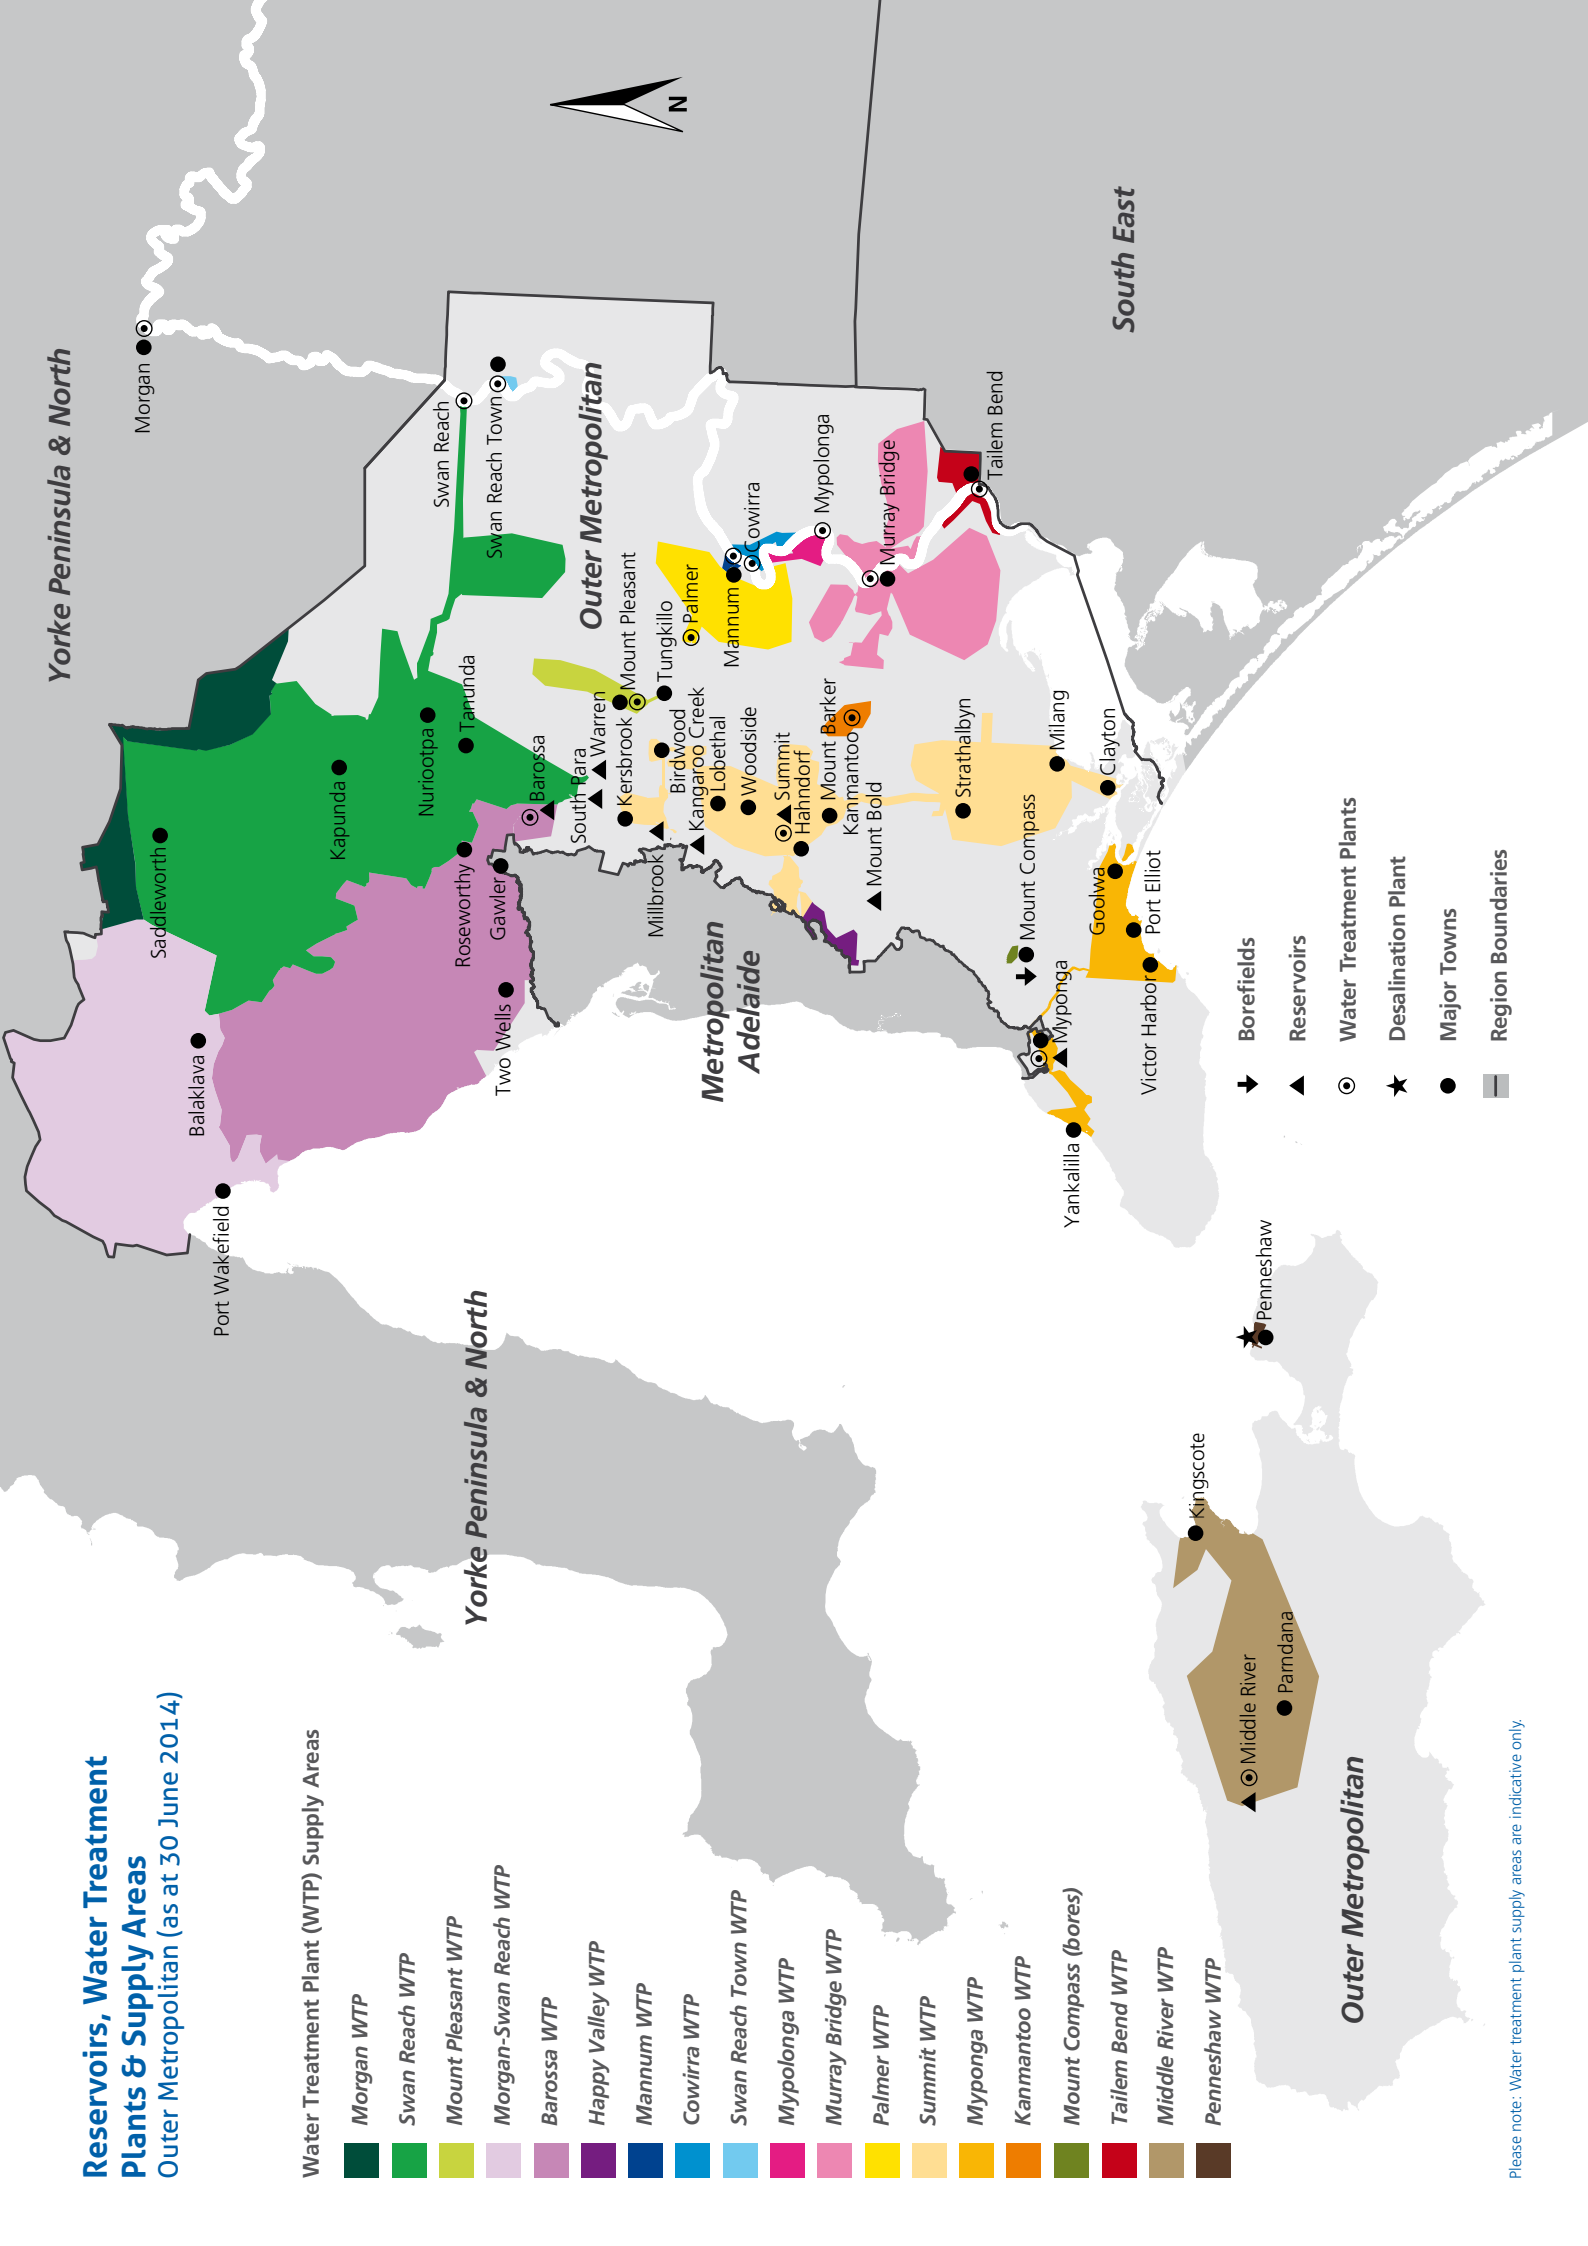 Reservoirs, Water Treatment
Plants & Supply Areas
Outer Metropolitan (as at 30 June 2014)
Water Treatment Plant (WTP) Supply Areas
Morgan WTP
Swan Reach WTP
Mount Pleasant WTP
Morgan-Swan Reach WTP
Barossa WTP
Happy Valley WTP
Mannum WTP
Cowirra WTP
Swan Reach Town WTP
Mypolonga WTP
Murray Bridge WTP
Palmer WTP
Summit WTP
Myponga WTP
Kanmantoo WTP
Mount Compass (bores)
Tailem Bend WTP
Middle River WTP
Penneshaw WTP
Yorke Peninsula & North
Morgan
Saddleworth
Balaklava
Port Wakefield
Kapunda
Nuriootpa
Tanunda
Swan Reach
Swan Reach Town
Roseworthy
Gawler
Two Wells
Yorke Peninsula & North
Barossa
South Para
Warren
Outer Metropolitan
Kersbrook
Mount Pleasant
Millbrook
Tungkillo
Birdwood
Palmer
Kangaroo Creek
Lobethal
Mannum
Cowirra
Metropolitan
Adelaide
Woodside
Summit
Hahndorf
Mypolonga
Mount Barker
Kanmantoo
Mount Bold
Murray Bridge
Strathalbyn
Tailem Bend
Mount Compass
Milang
Myponga
Yankalilla
Goolwa
Clayton
South East
Victor Harbor
Port Elliot
Kingscote
Penneshaw
Middle River
Parndana
Outer Metropolitan
N
Borefields
Reservoirs
Water Treatment Plants
Desalination Plant
Major Towns
Region Boundaries
Please note: Water treatment plant supply areas are indicative only.